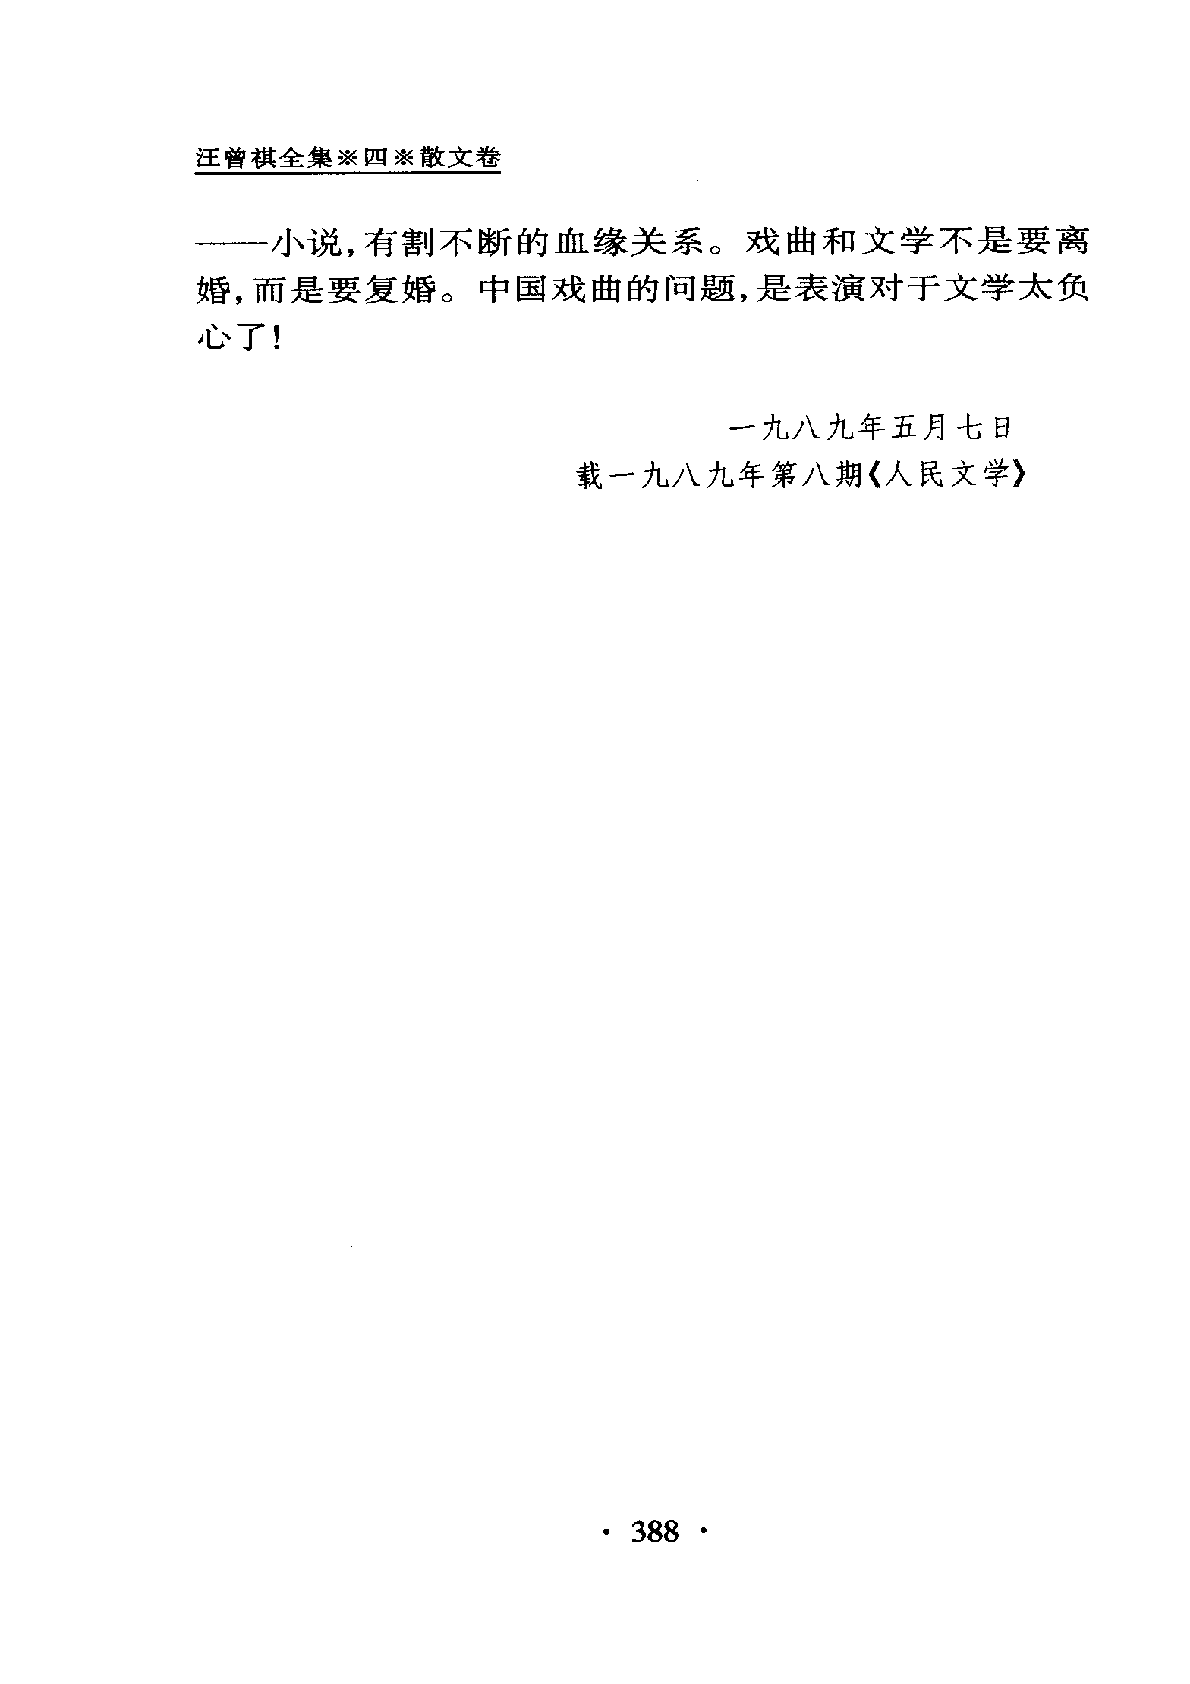 汪曾祺全集※四※散文卷
——小说，有割不断的血缘关系。戏曲和文学不是要离
婚，而是要复婚。中国戏曲的问题，是表演对于文学太负
心了！
一九八九年五月七日
载一九八九年第八期《人民文学》
· 388 ·